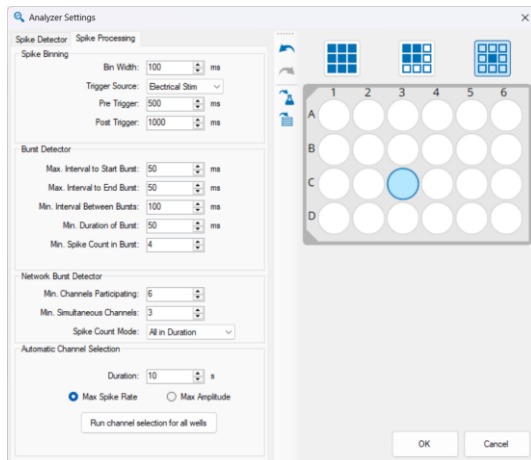 Analyzer Settings
Spike Detector Spike Processing
Spike Binning
Bin Width: 100 ms
Trigger Source: Electrical Stim
Pre Trigger: 500 ms
Post Trigger: 1000 ms
Burst Detector
Max. Interval to Start Burst: 50 ms
Max. Interval to End Burst: 50 ms
Min. Interval Between Bursts: 100 ms
Min. Duration of Burst: 50 ms
Min. Spike Count in Burst: 4
Network Burst Detector
Min. Channels Participating: 6
Min. Simultaneous Channels: 3
Spike Count Mode: All in Duration
Automatic Channel Selection
Duration: 10 s
Max Spike Rate Max Amplitude
Run channel selection for all wells
1 2 3 4 5 6
A
B
C
D
OK Cancel